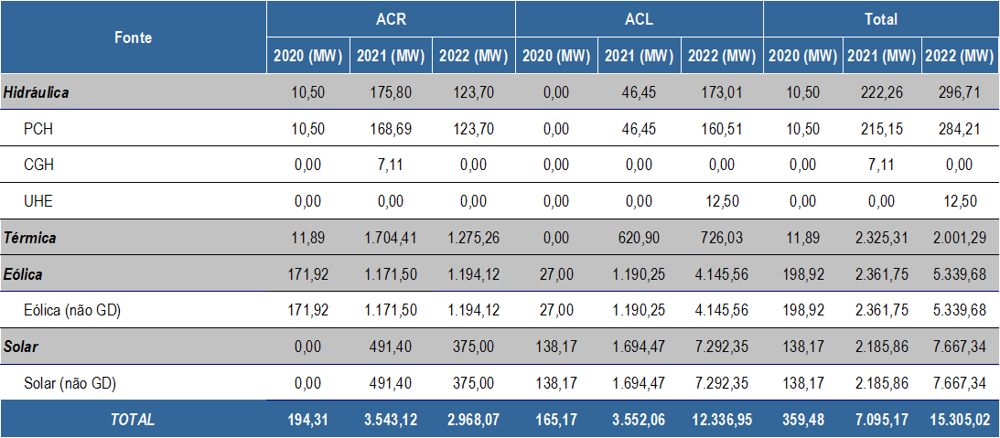 Fonte ACR ACL Total
2020 (MW) 2021 (MW) 2022 (MW) 2020 (MW) 2021 (MW) 2022 (MW) 2020 (MW) 2021 (MW) 2022 (MW)
Hidráulica 10,50 175,80 123,70 0,00 46,45 173,01 10,50 222,26 296,71
PCH 10,50 168,69 123,70 0,00 46,45 160,51 10,50 215,15 284,21
CGH 0,00 7,11 0,00 0,00 0,00 0,00 0,00 7,11 0,00
UHE 0,00 0,00 0,00 0,00 0,00 12,50 0,00 0,00 12,50
Térmica 11,89 1.704,41 1.275,26 0,00 620,90 726,03 11,89 2.325,31 2.001,29
Eólica 171,92 1.171,50 1.194,12 27,00 1.190,25 4.145,56 198,92 2.361,75 5.339,68
Eólica (não GD) 171,92 1.171,50 1.194,12 27,00 1.190,25 4.145,56 198,92 2.361,75 5.339,68
Solar 0,00 491,40 375,00 138,17 1.694,47 7.292,35 138,17 2.185,86 7.667,34
Solar (não GD) 0,00 491,40 375,00 138,17 1.694,47 7.292,35 138,17 2.185,86 7.667,34
TOTAL 194,31 3.543,12 2.968,07 165,17 3.552,06 12.336,95 359,48 7.095,17 15.305,02